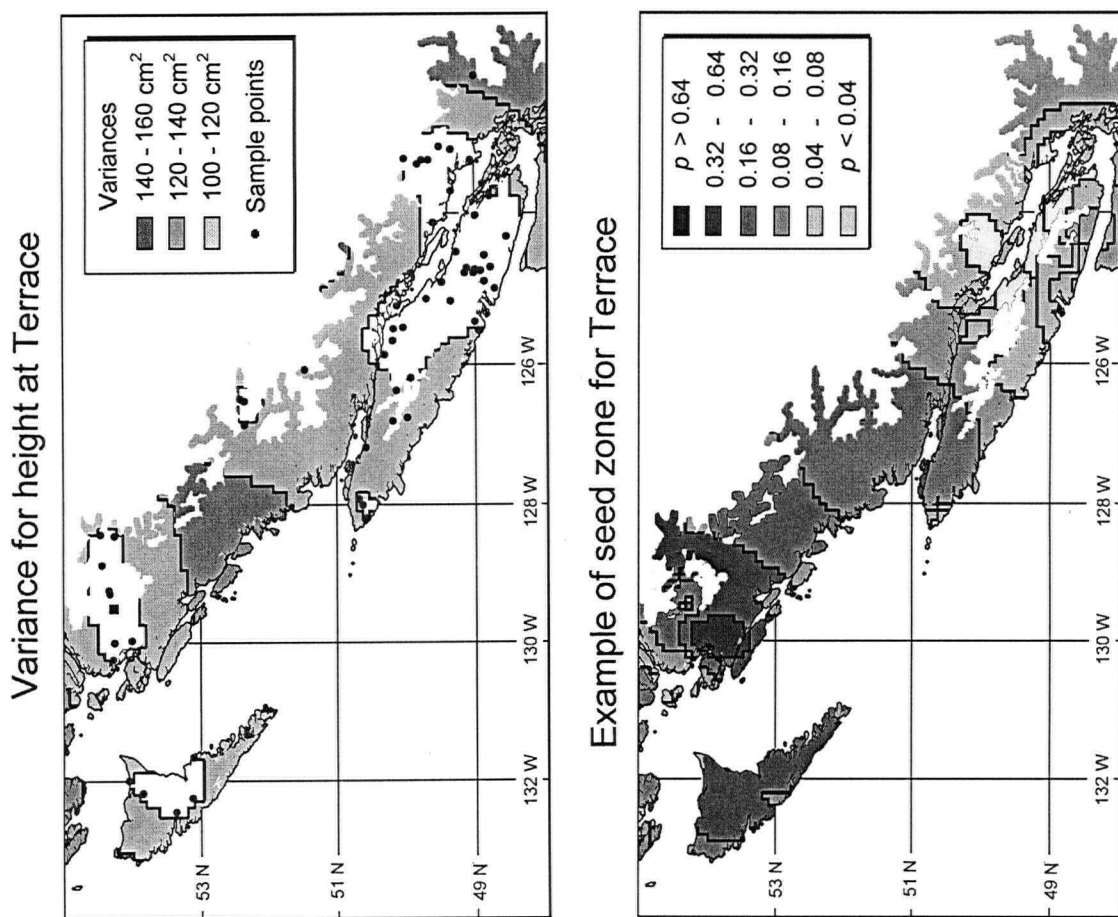 Variance for height at Terrace
Variances
140 - 160 cm²
120 - 140 cm²
100 - 120 cm²
Sample points
53 N
51 N
49 N
132 W
130 W
128 W
126 W
Example of seed zone for Terrace
p > 0.64
0.32 - 0.64
0.16 - 0.32
0.08 - 0.16
0.04 - 0.08
p < 0.04
53 N
51 N
49 N
132 W
130 W
128 W
126 W